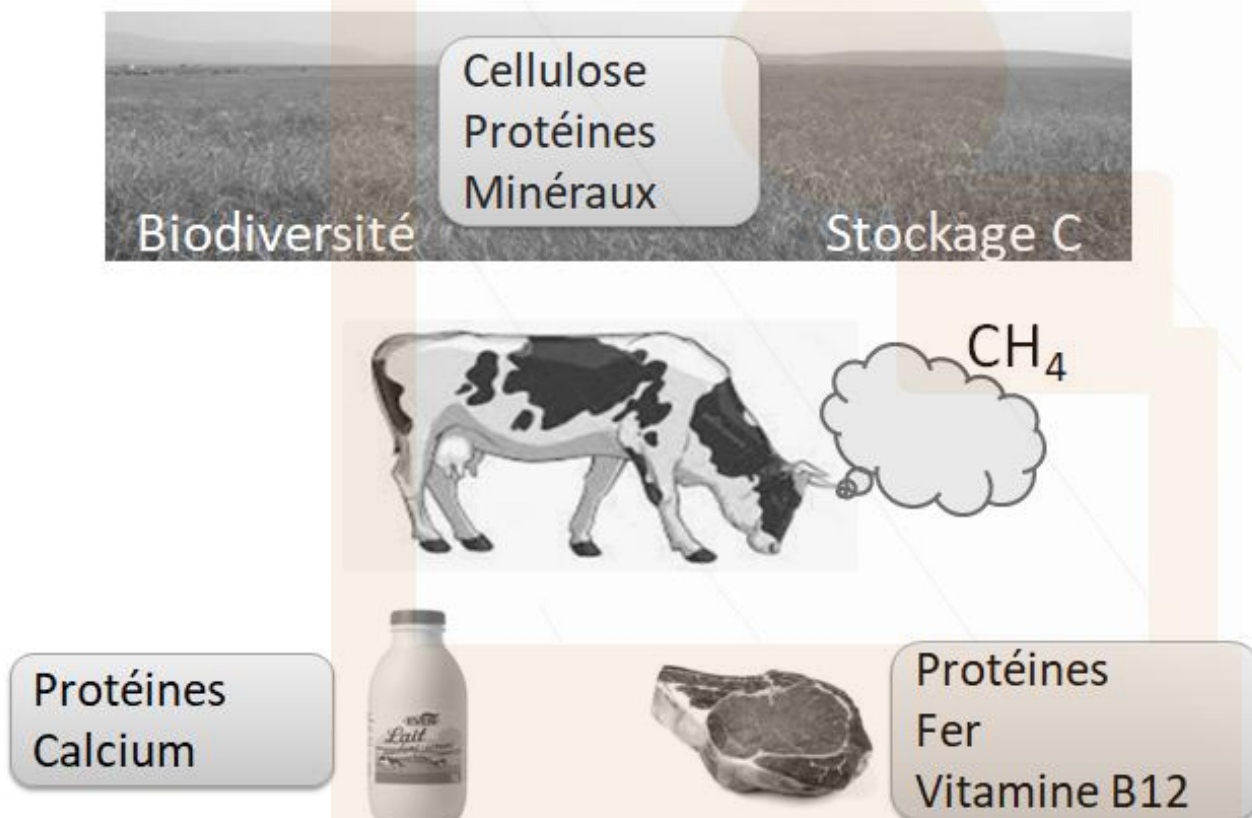 Cellulose
Protéines
Minéraux
Biodiversité
Stockage C
CH₄
Protéines
Calcium
Lait
Protéines
Fer
Vitamine B12